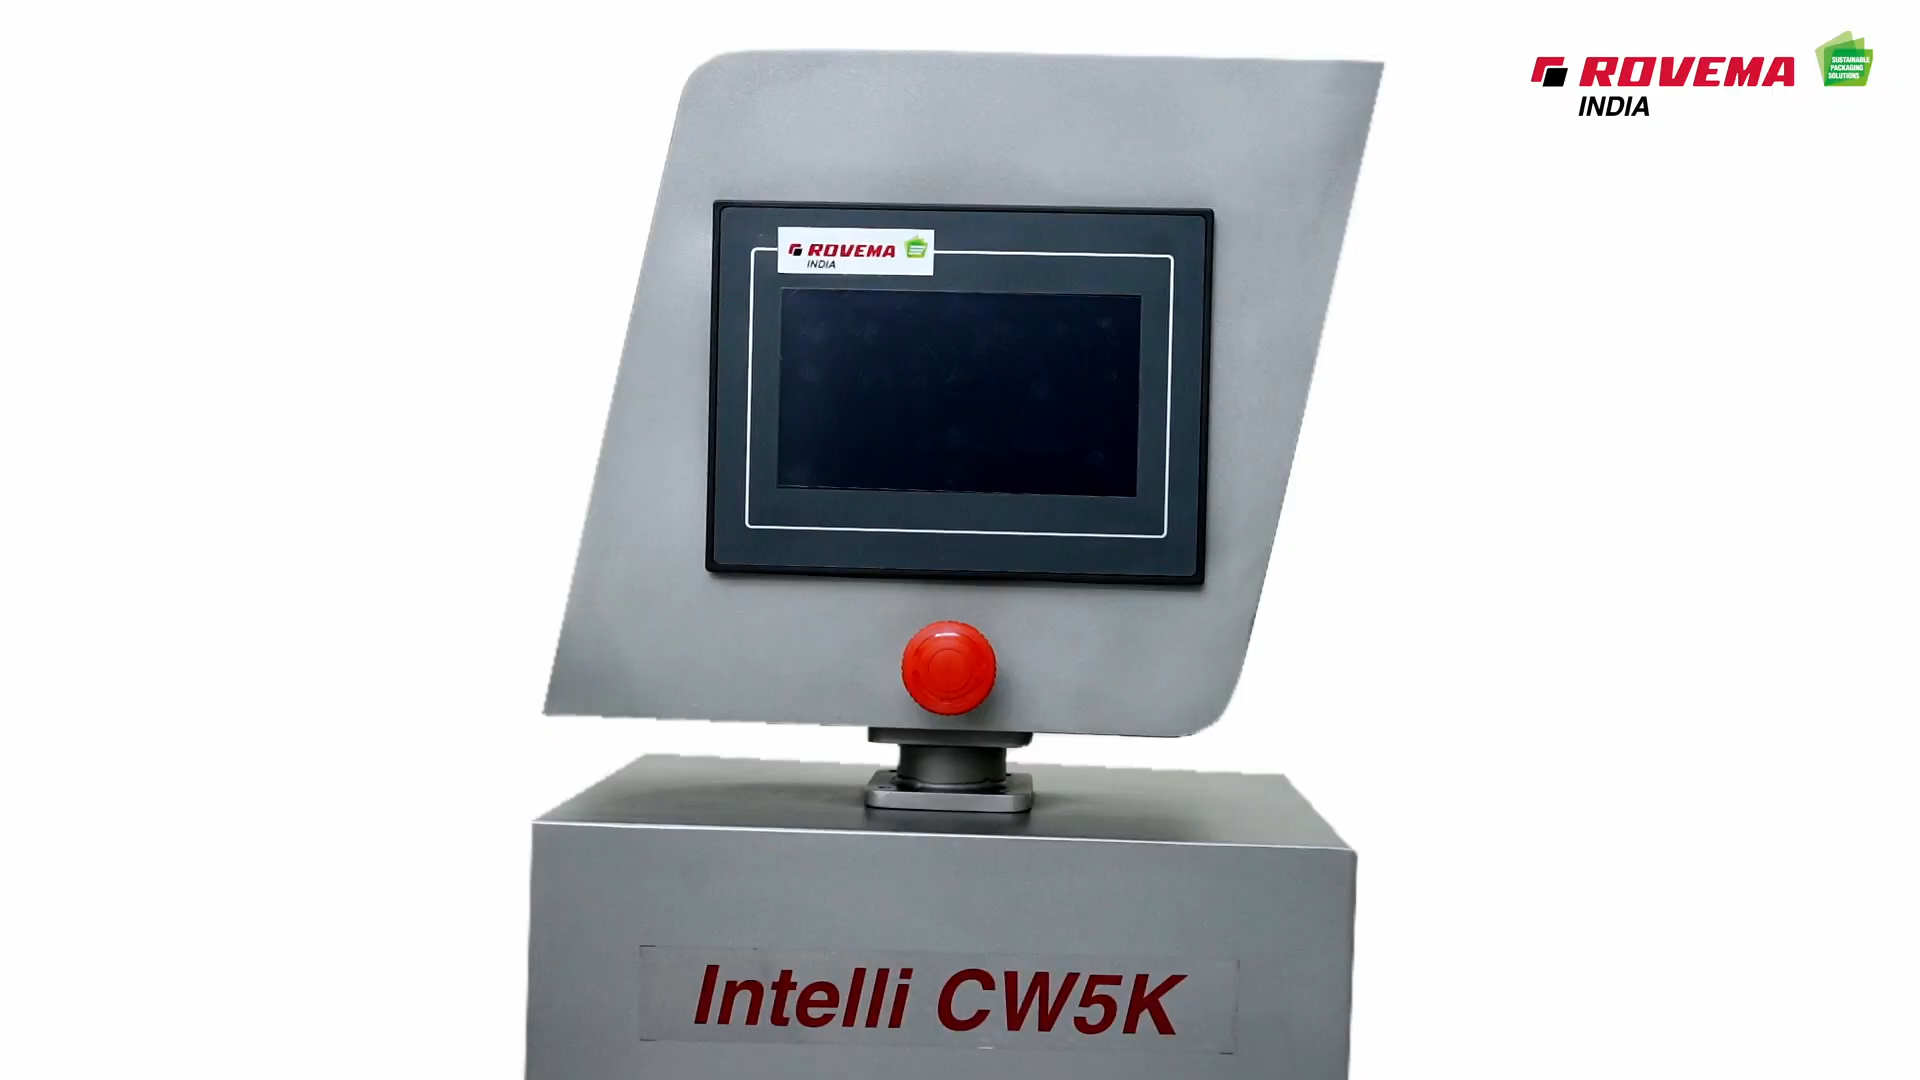 ROVEMA
INDIA
SUSTAINABLE
PACKAGING
SOLUTIONS
ROVEMA
INDIA
Intelli CW5K